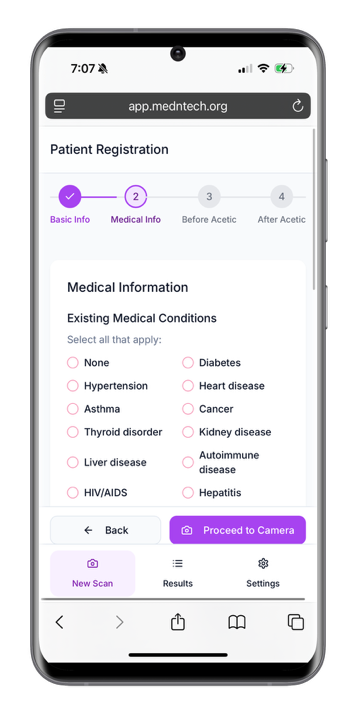 7:07
app.medntech.org
Patient Registration
2
3
4
Basic Info
Medical Info
Before Acetic
After Acetic
Medical Information
Existing Medical Conditions
Select all that apply:
None
Diabetes
Hypertension
Heart disease
Asthma
Cancer
Thyroid disorder
Kidney disease
Liver disease
Autoimmune
disease
HIV/AIDS
Hepatitis
Back
Proceed to Camera
New Scan
Results
Settings